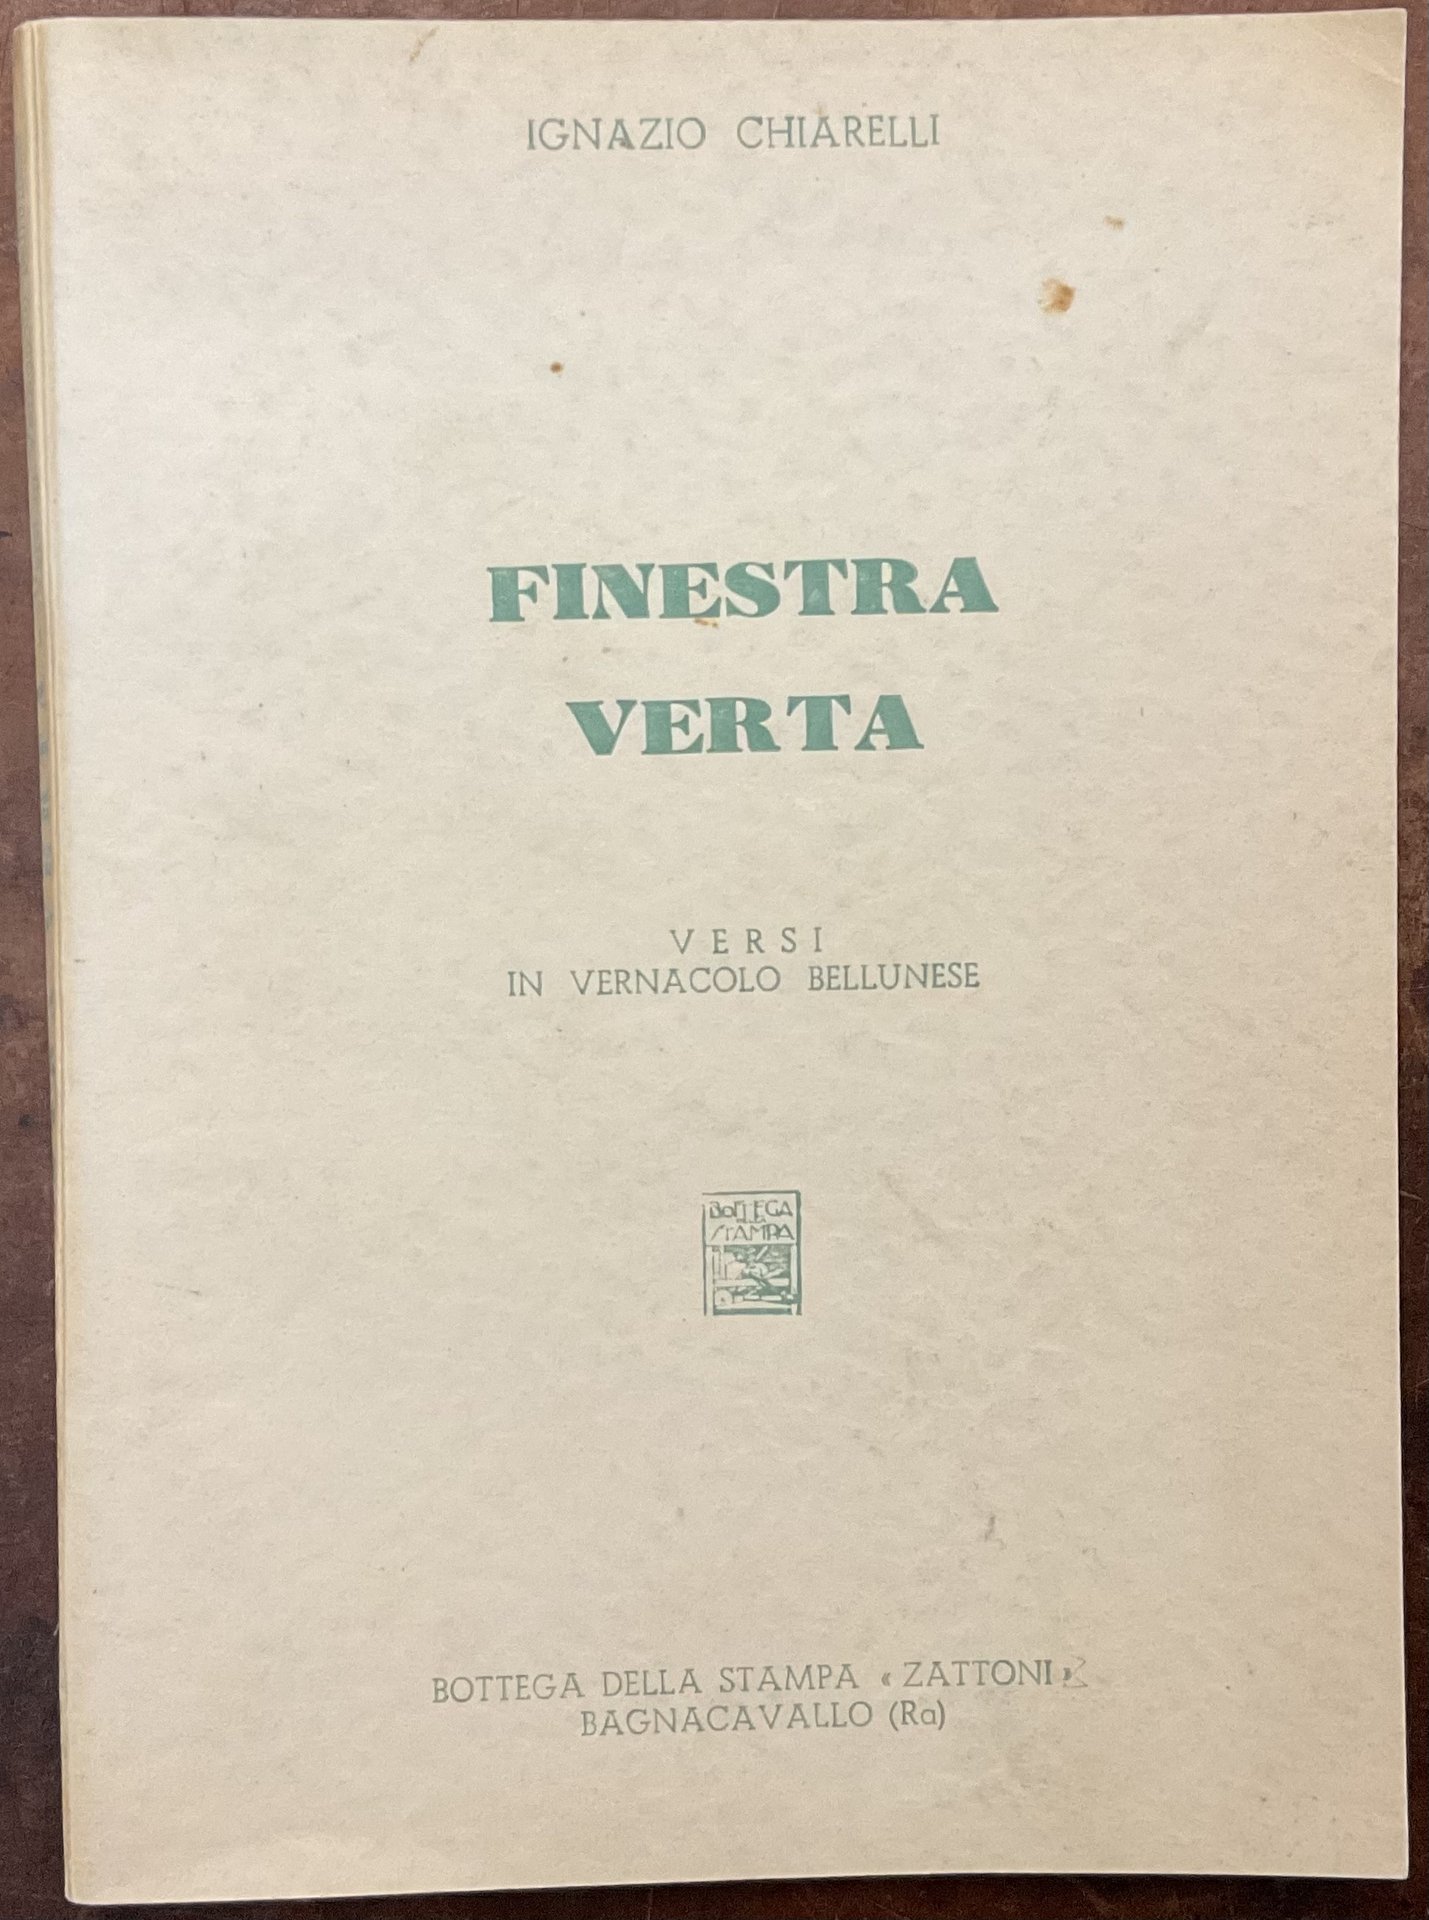 IGNAZIO CHIARELLI
FINESTRA
VERTA
VERSI
IN VERNACOLO BELLUNESE
BOTTEGA
DELLA
STAMPA
BOTTEGA DELLA STAMPA « ZATTONI »
BAGNACAVALLO (Ra)